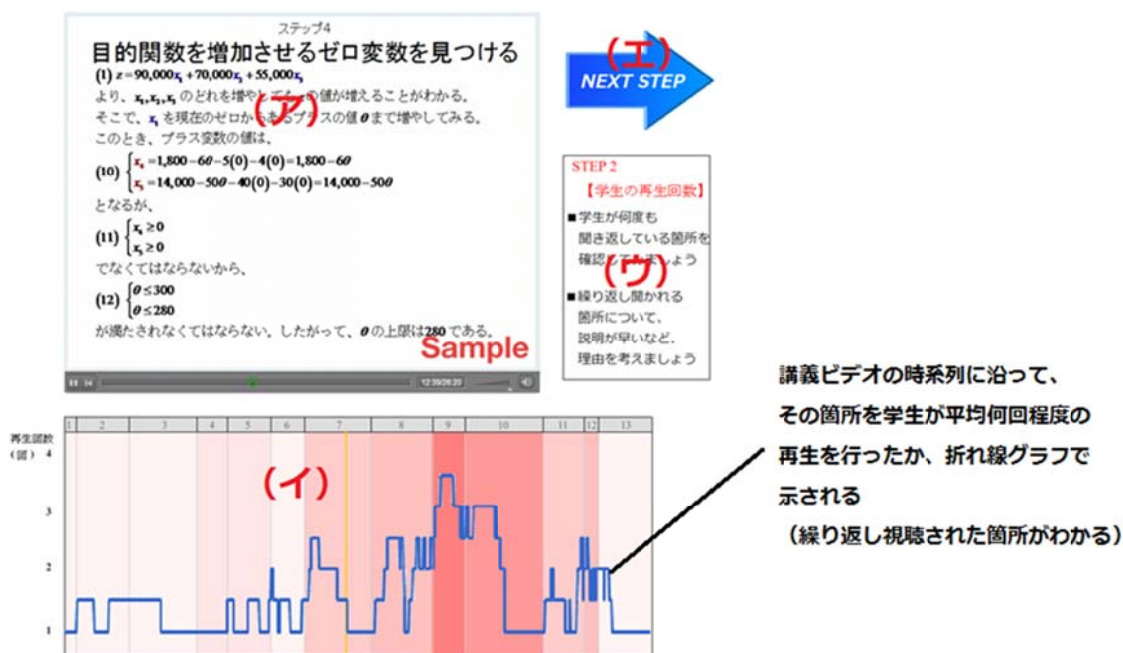 ステップ4
目的関数を増加させるゼロ変数を見つける
(1) z=90,000x₁+70,000x₂+55,000x₃
より、x₁,x₂,x₃ のどれを増やしても の値が増えることがわかる。
そこで、x₁ を現在のゼロからあるプラスの値θまで増やしてみる。
このとき、プラス変数の値は、
(10) x₄=1,800−6θ−5(0)−4(0)=1,800−6θ
x₅=14,000−50θ−40(0)−30(0)=14,000−50θ
となるが、
(11) x₄≥0
x₅≥0
でなくてはならないから、
(12) θ≤300
θ≤280
が満たされなくてはならない。したがって、θの上限は280である。
(ア)
Sample
12:39/26:20
(エ)
NEXT STEP
STEP 2
【学生の再生回数】
■学生が何度も
聞き返している箇所を
確認してみましょう
(ウ)
■繰り返し聞かれる
箇所について、
説明が早いなど、
理由を考えましょう
講義ビデオの時系列に沿って、
その箇所を学生が平均何回程度の
再生を行ったか、折れ線グラフで
示される
(繰り返し視聴された箇所がわかる)
1 2 3 4 5 6 7 8 9 10 11 12 13
再生回数
(回) 4
(イ)
3
2
1